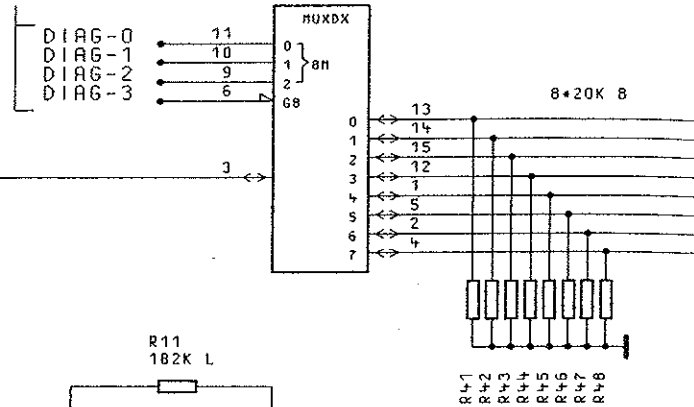 MUXDX
DIAG-0 11 0
DIAG-1 10 1 8M
DIAG-2 9 2
DIAG-3 6 G8
8*20K 8
0 13
1 14
2 15
3 3 12
4 1
5 5
6 2
7 4
R11
182K L
R41
R42
R43
R44
R45
R46
R47
R48